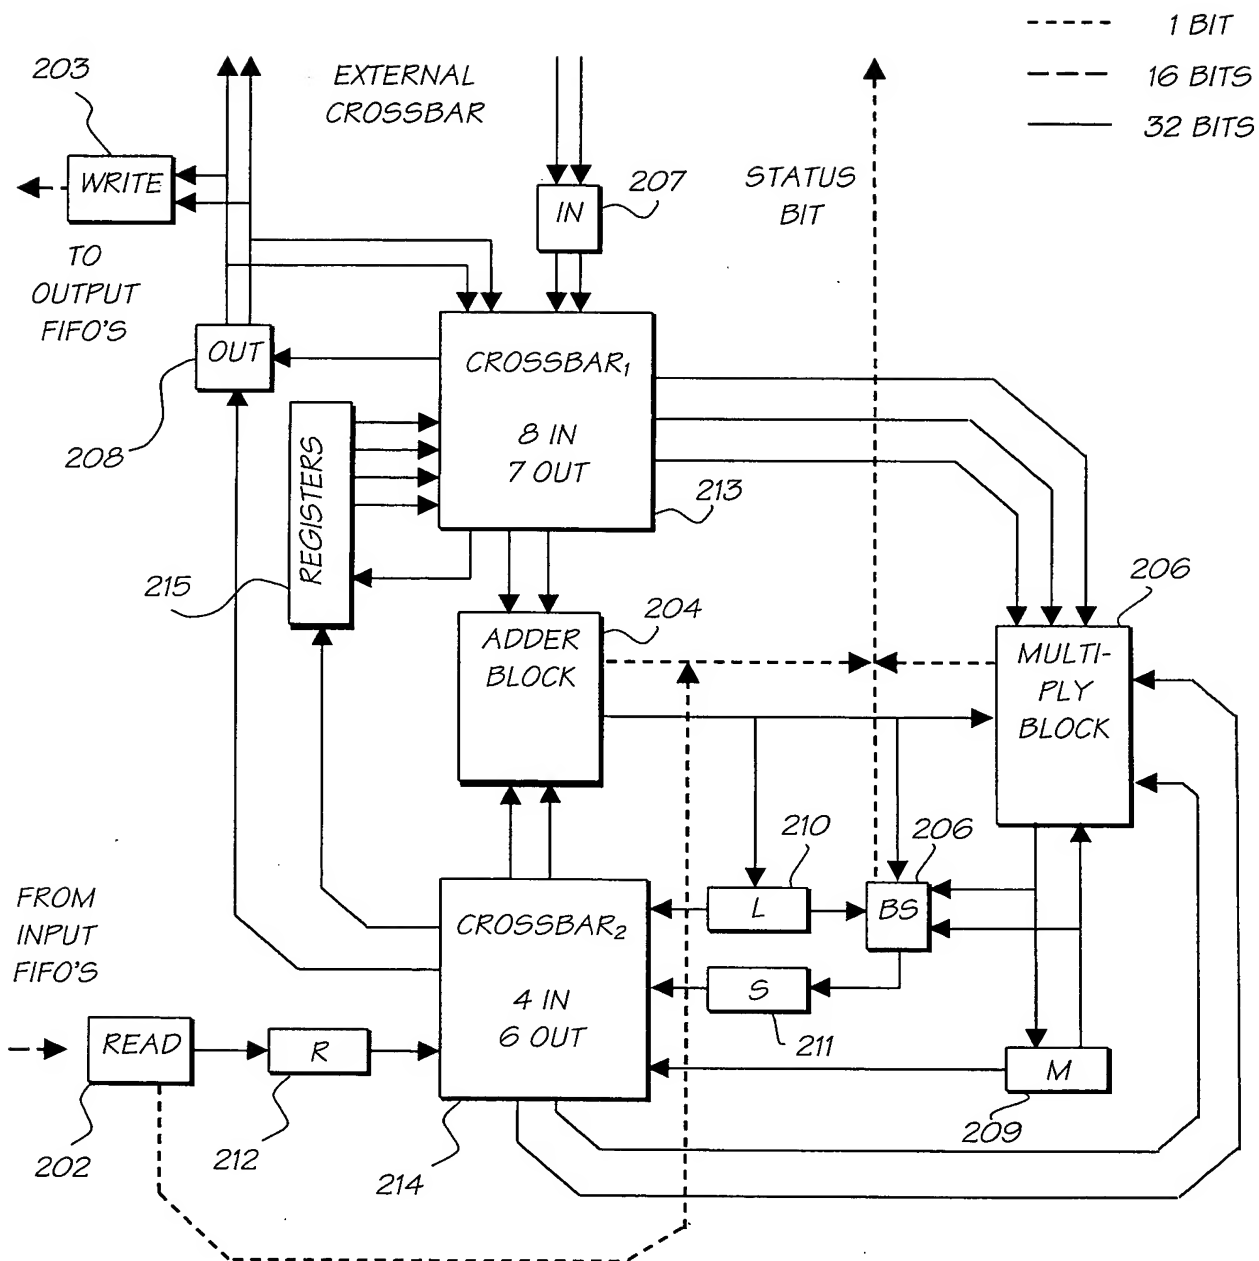 1 BIT
16 BITS
32 BITS
203
EXTERNAL
CROSSBAR
WRITE
IN
207
STATUS
BIT
TO
OUTPUT
FIFO'S
OUT
208
CROSSBAR1
8 IN
7 OUT
213
REGISTERS
215
204
ADDER
BLOCK
206
MULTI-
PLY
BLOCK
210
206
L
BS
FROM
INPUT
FIFO'S
CROSSBAR2
4 IN
6 OUT
S
211
READ
R
M
209
202
212
214